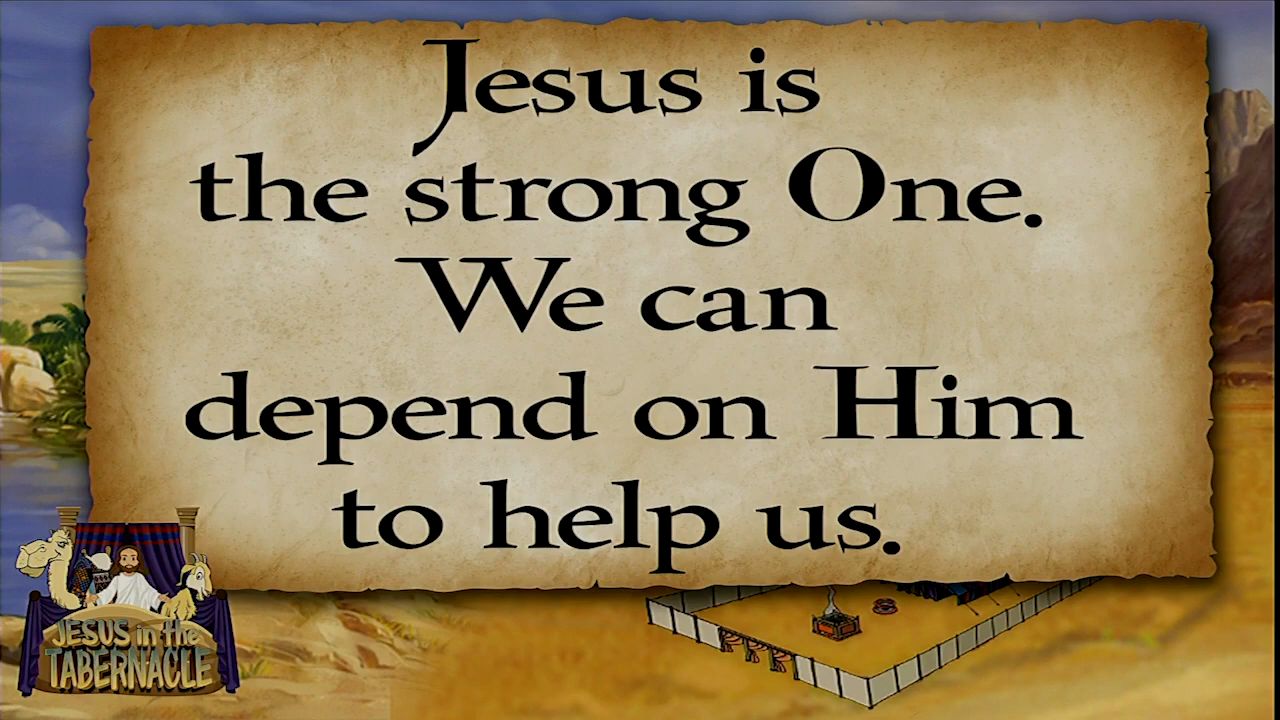 Jesus is
the strong One.
We can
depend on Him
to help us.
JESUS in the
TABERNACLE